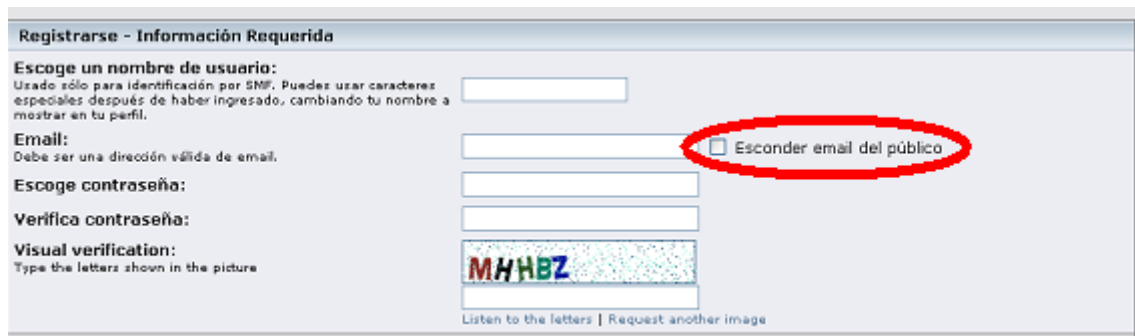 Registrarse - Información Requerida
Escoge un nombre de usuario:
Usado sólo para identificación por SMF. Puedes usar caracteres
especiales después de haber ingresado, cambiando tu nombre a
mostrar en tu perfil.
Email:
Debe ser una dirección válida de email.
Esconder email del público
Escoge contraseña:
Verifica contraseña:
Visual verification:
Type the letters shown in the picture
MHHBZ
Listen to the letters | Request another image